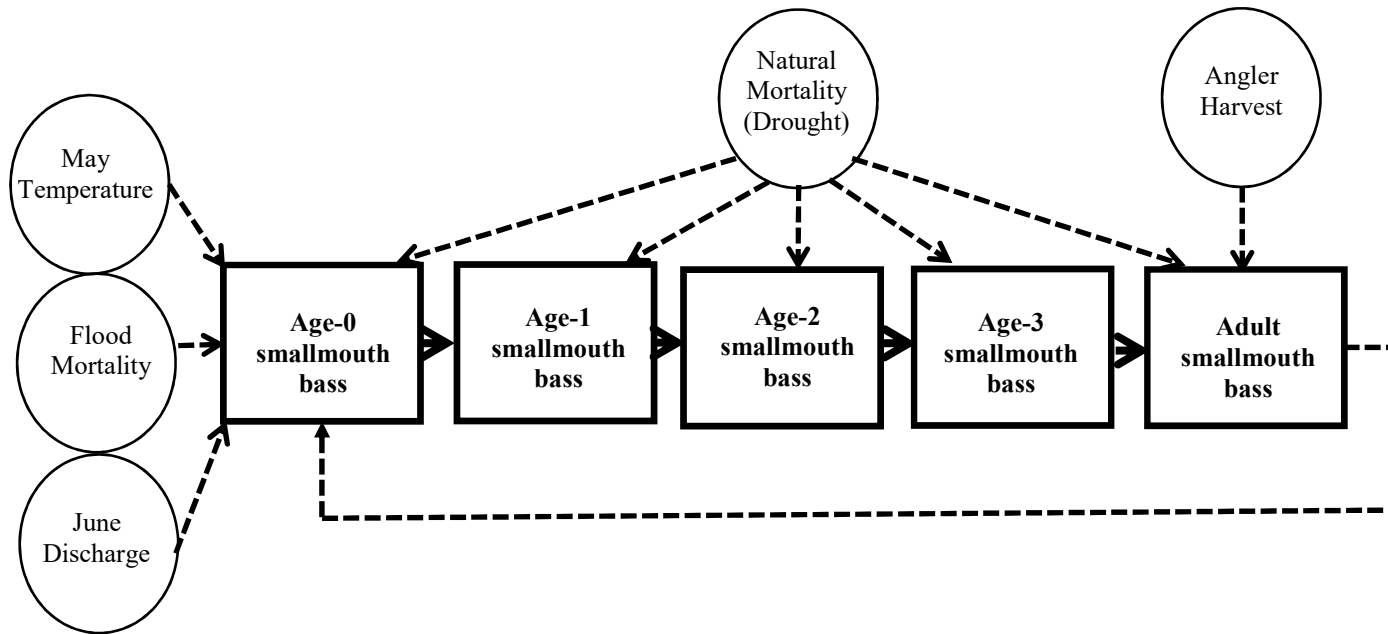 Natural
Mortality
(Drought)
Angler
Harvest
May
Temperature
Flood
Mortality
June
Discharge
Age-0
smallmouth
bass
Age-1
smallmouth
bass
Age-2
smallmouth
bass
Age-3
smallmouth
bass
Adult
smallmouth
bass